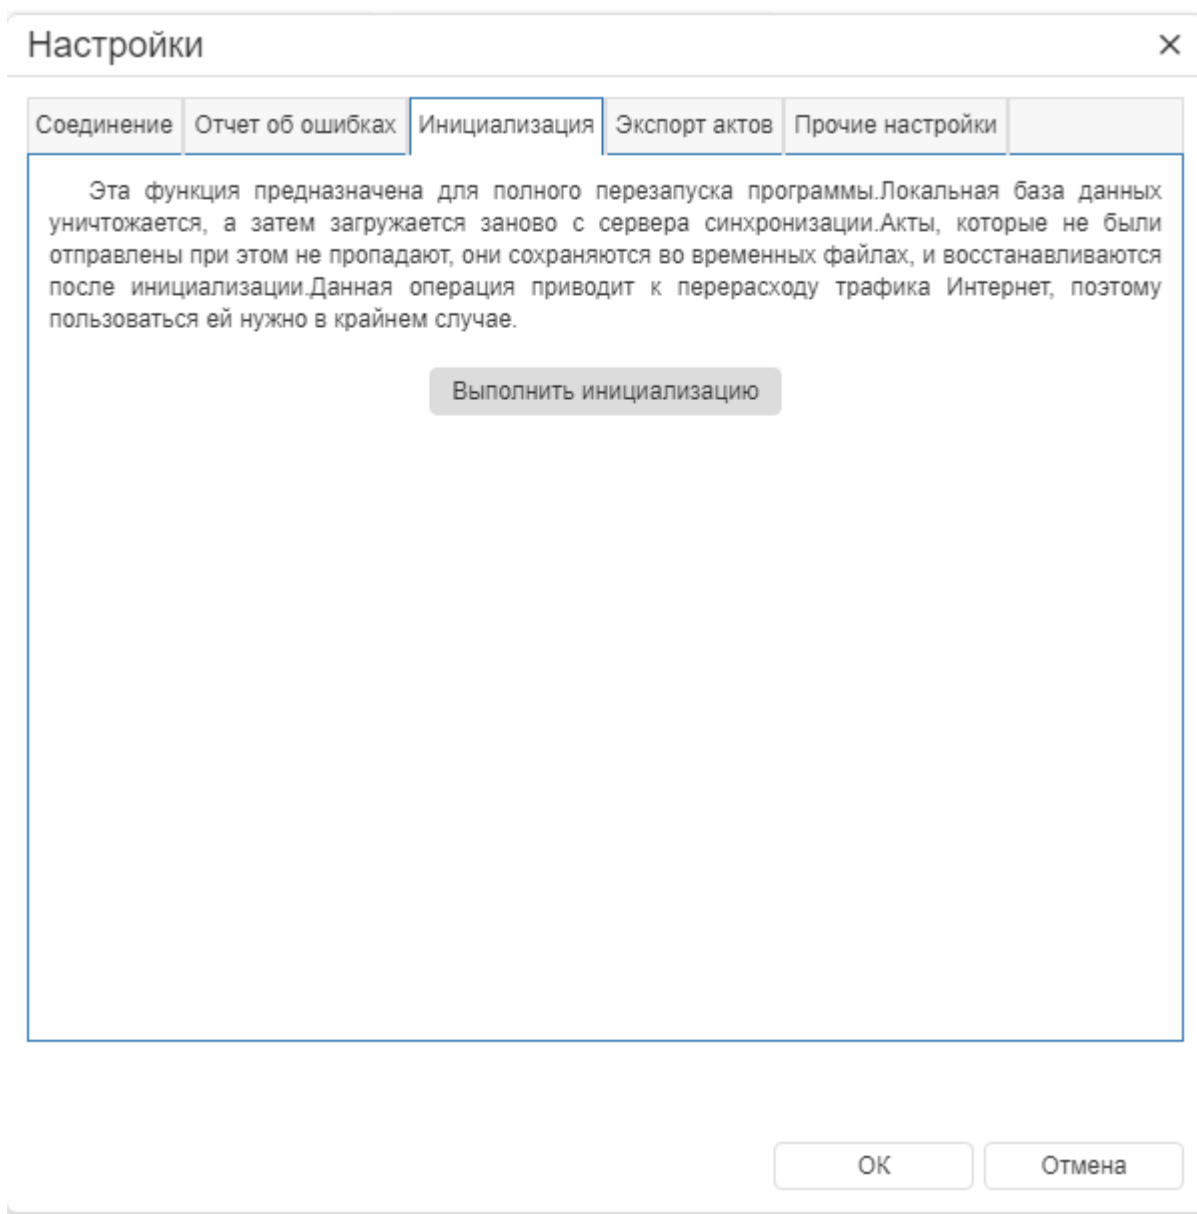 Настройки
Соединение Отчет об ошибках Инициализация Экспорт актов Прочие настройки
Эта функция предназначена для полного перезапуска программы.Локальная база данных
уничтожается, а затем загружается заново с сервера синхронизации.Акты, которые не были
отправлены при этом не пропадают, они сохраняются во временных файлах, и восстанавливаются
после инициализации.Данная операция приводит к перерасходу трафика Интернет, поэтому
пользоваться ей нужно в крайнем случае.
Выполнить инициализацию
ОК Отмена